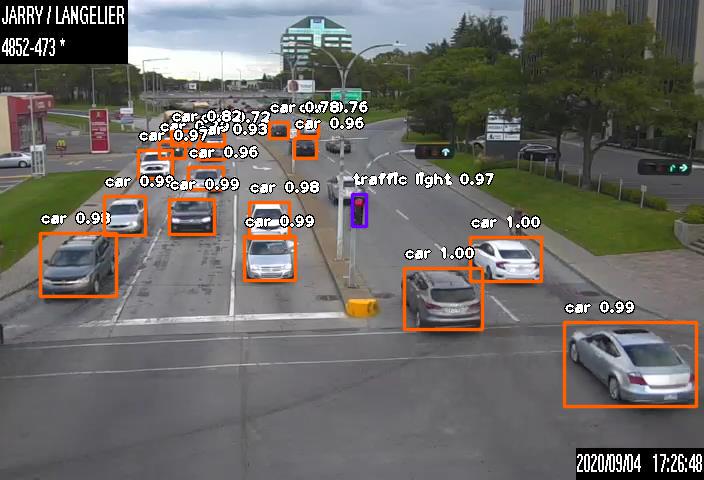 JARRY / LANGELIER
4852-473 *
car 0.78
0.76
car 0.82
0.72
car 0.96
0.93
car 0.97
car 0.96
car 0.99
car 0.99
traffic light 0.97
car 0.98
car 0.98
car 0.99
car 1.00
car 1.00
car 0.99
2020/09/04 17:26:48